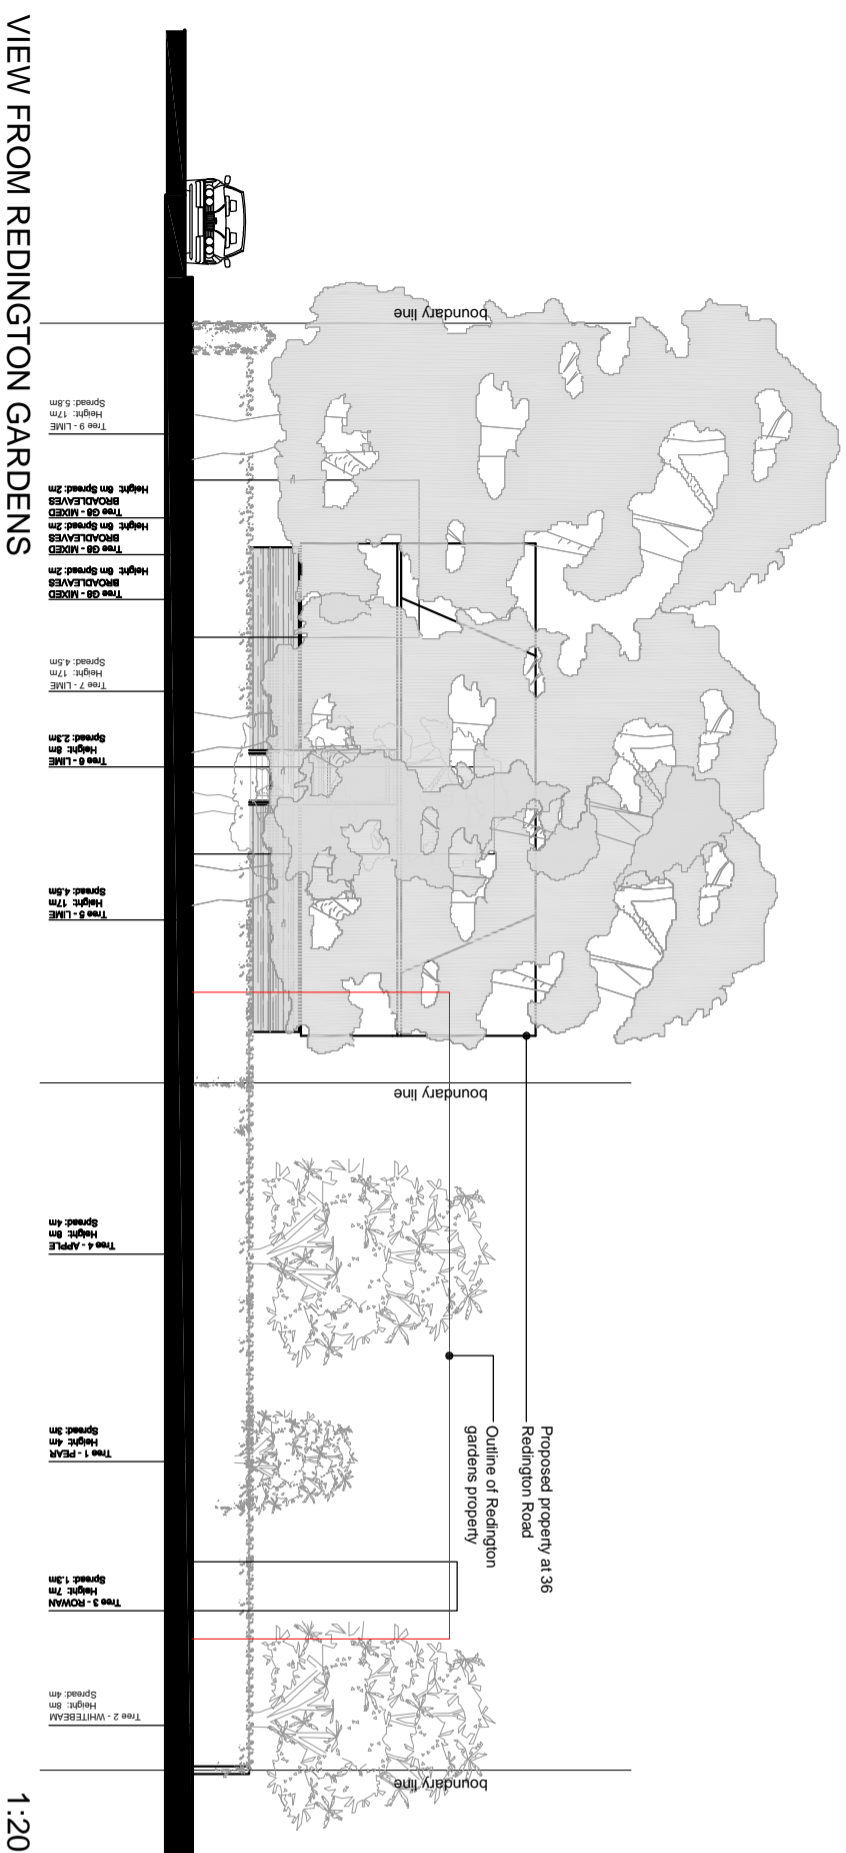 VIEW FROM REDINGTON GARDENS
1:20
boundary line
boundary line
boundary line
Tree 9 - LIME
Height: 17m
Spread: 5.8m
Tree G8 - MIXED
BROADLEAVES
Height: 6m Spread: 2m
Tree G8 - MIXED
BROADLEAVES
Height: 6m Spread: 2m
Tree G8 - MIXED
BROADLEAVES
Height: 6m Spread: 2m
Tree 7 - LIME
Height: 17m
Spread: 4.5m
Tree 6 - LIME
Height: 8m
Spread: 2.3m
Tree 5 - LIME
Height: 17m
Spread: 4.5m
Tree 4 - APPLE
Height: 8m
Spread: 4m
Tree 1 - PEAR
Height: 4m
Spread: 3m
Tree 3 - ROWAN
Height: 7m
Spread: 1.3m
Tree 2 - WHITEBEAM
Height: 8m
Spread: 4m
Proposed property at 36
Redington Road
Outline of Redington
gardens property